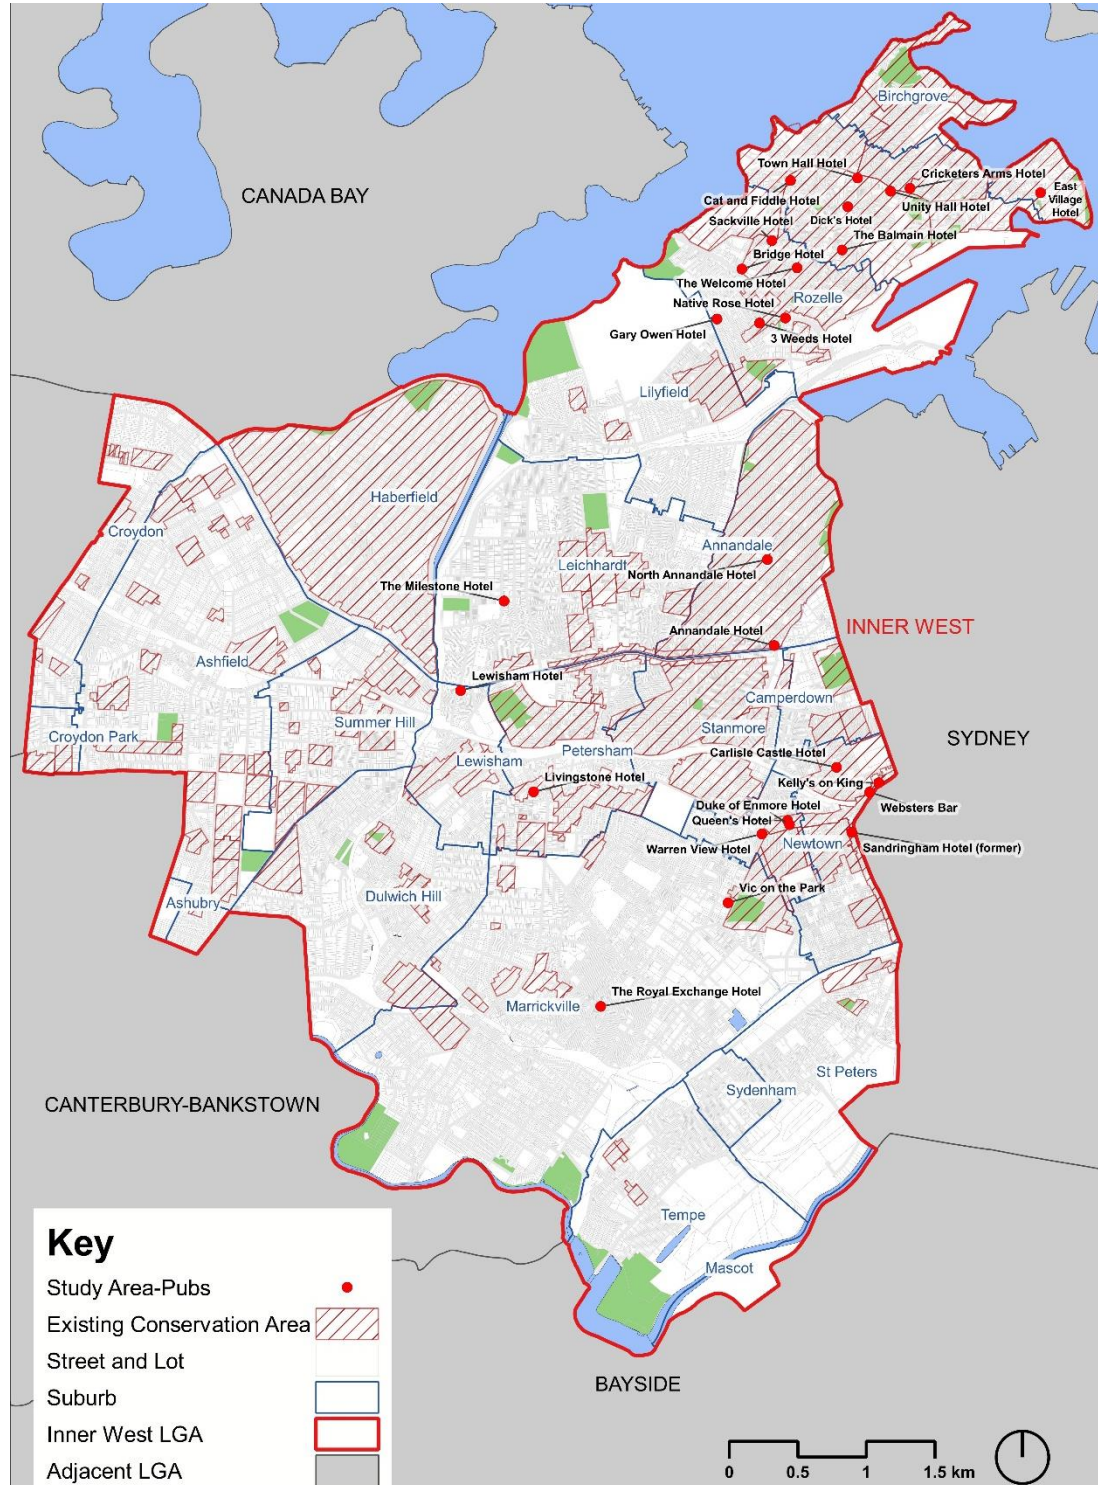 Birchgrove
CANADA BAY
Town Hall Hotel
Cricketers Arms Hotel
Cat and Fiddle Hotel
Unity Hall Hotel
East
Village
Hotel
Sackville Hotel
Dick's Hotel
The Balmain Hotel
Bridge Hotel
The Welcome Hotel
Native Rose Hotel
Rozelle
Gary Owen Hotel
3 Weeds Hotel
Lilyfield
Haberfield
Croydon
Annandale
Leichhardt
North Annandale Hotel
The Milestone Hotel
Annandale Hotel
INNER WEST
Ashfield
Lewisham Hotel
Camperdown
Summer Hill
Stanmore
Croydon Park
SYDNEY
Petersham
Carlisle Castle Hotel
Lewisham
Livingstone Hotel
Kelly's on King
Websters Bar
Duke of Enmore Hotel
Queen's Hotel
Warren View Hotel
Newtown
Sandringham Hotel (former)
Vic on the Park
Dulwich Hill
Ashubry
The Royal Exchange Hotel
Marrickville
St Peters
Sydenham
CANTERBURY-BANKSTOWN
Tempe
Mascot
BAYSIDE
Key
Study Area-Pubs
Existing Conservation Area
Street and Lot
Suburb
Inner West LGA
Adjacent LGA
0 0.5 1 1.5 km